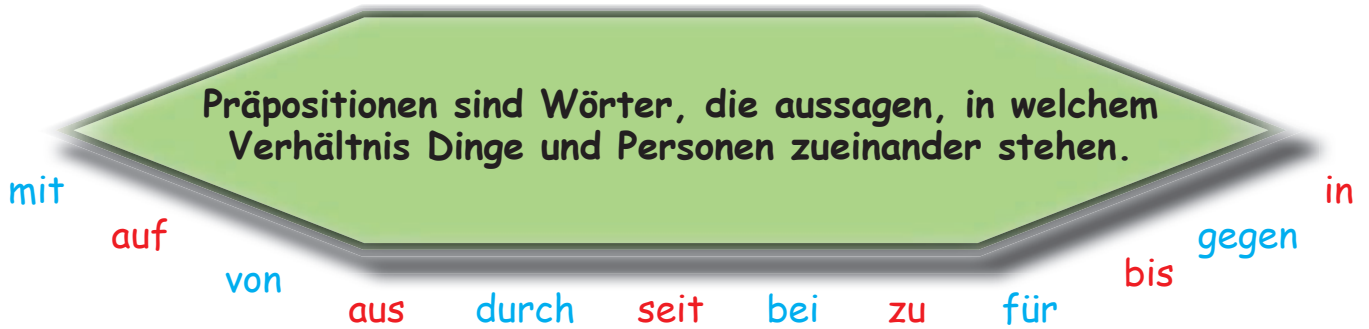 Präpositionen sind Wörter, die aussagen, in welchem
Verhältnis Dinge und Personen zueinander stehen.
mit
auf
von
aus
durch
seit
bei
zu
für
bis
gegen
in